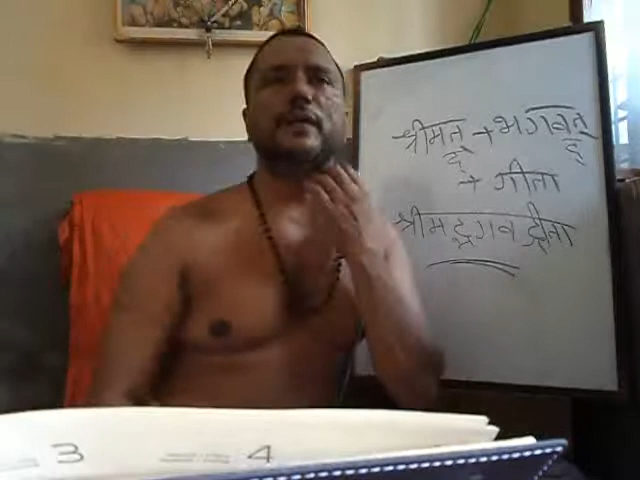 श्रीमत् + भगवत्
द् द्
+ गीता
श्रीमद्भगवद्गीता
3 4